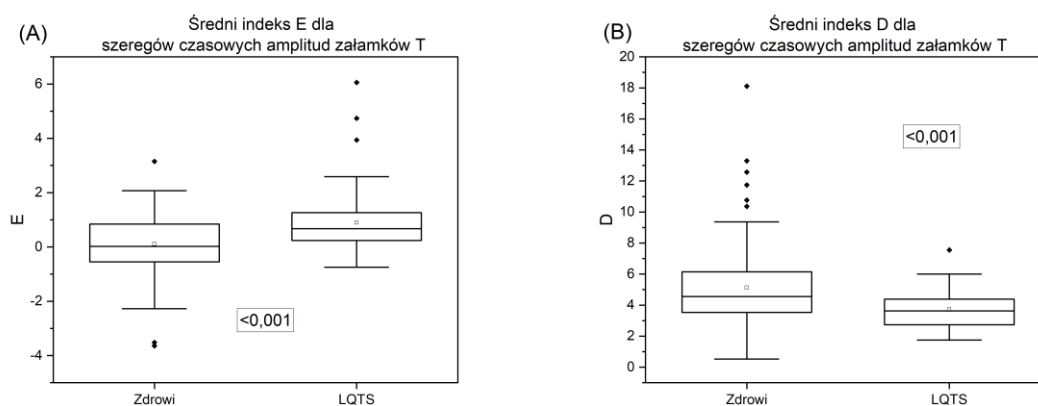 (A)
Średni indeks E dla
szeregów czasowych amplitud załamków T
6
4
2
0
-2
-4
E
<0,001
Zdrowi
LQTS
(B)
Średni indeks D dla
szeregów czasowych amplitud załamków T
20
18
16
14
12
10
8
6
4
2
0
D
<0,001
Zdrowi
LQTS